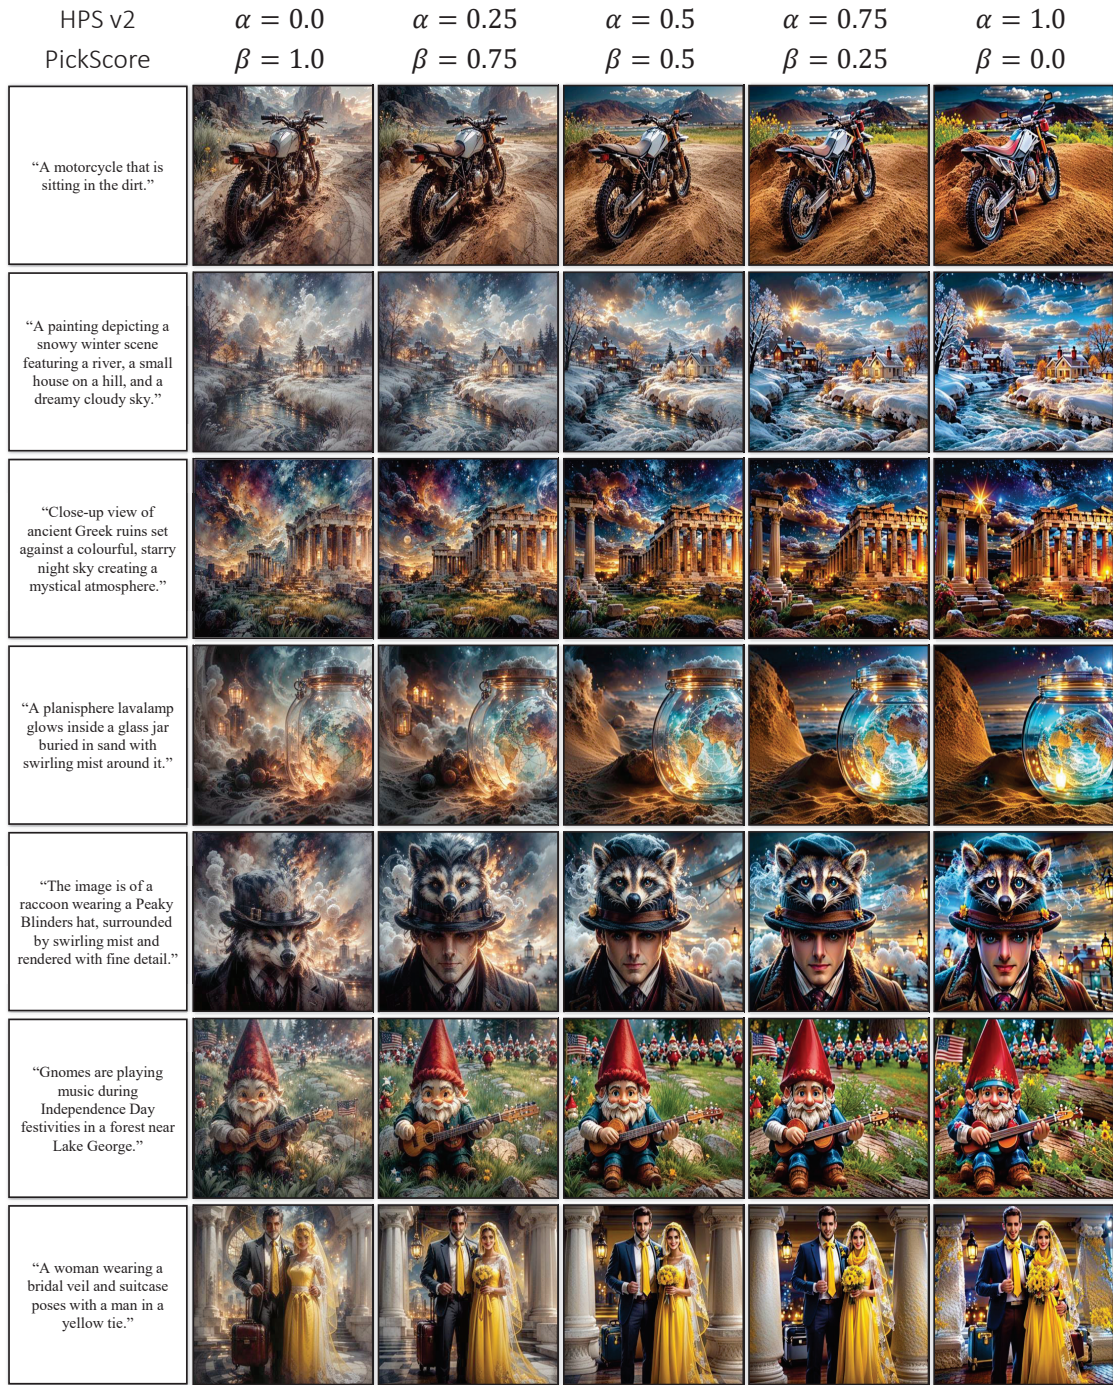 HPS v2 α = 0.0 α = 0.25 α = 0.5 α = 0.75 α = 1.0
PickScore β = 1.0 β = 0.75 β = 0.5 β = 0.25 β = 0.0
“A motorcycle that is
sitting in the dirt.”
“A painting depicting a
snowy winter scene
featuring a river, a small
house on a hill, and a
dreamy cloudy sky.”
“Close-up view of
ancient Greek ruins set
against a colourful, starry
night sky creating a
mystical atmosphere.”
“A planisphere lavalamp
glows inside a glass jar
buried in sand with
swirling mist around it.”
“The image is of a
raccoon wearing a Peaky
Blinders hat, surrounded
by swirling mist and
rendered with fine detail.”
“Gnomes are playing
music during
Independence Day
festivities in a forest near
Lake George.”
“A woman wearing a
bridal veil and suitcase
poses with a man in a
yellow tie.”